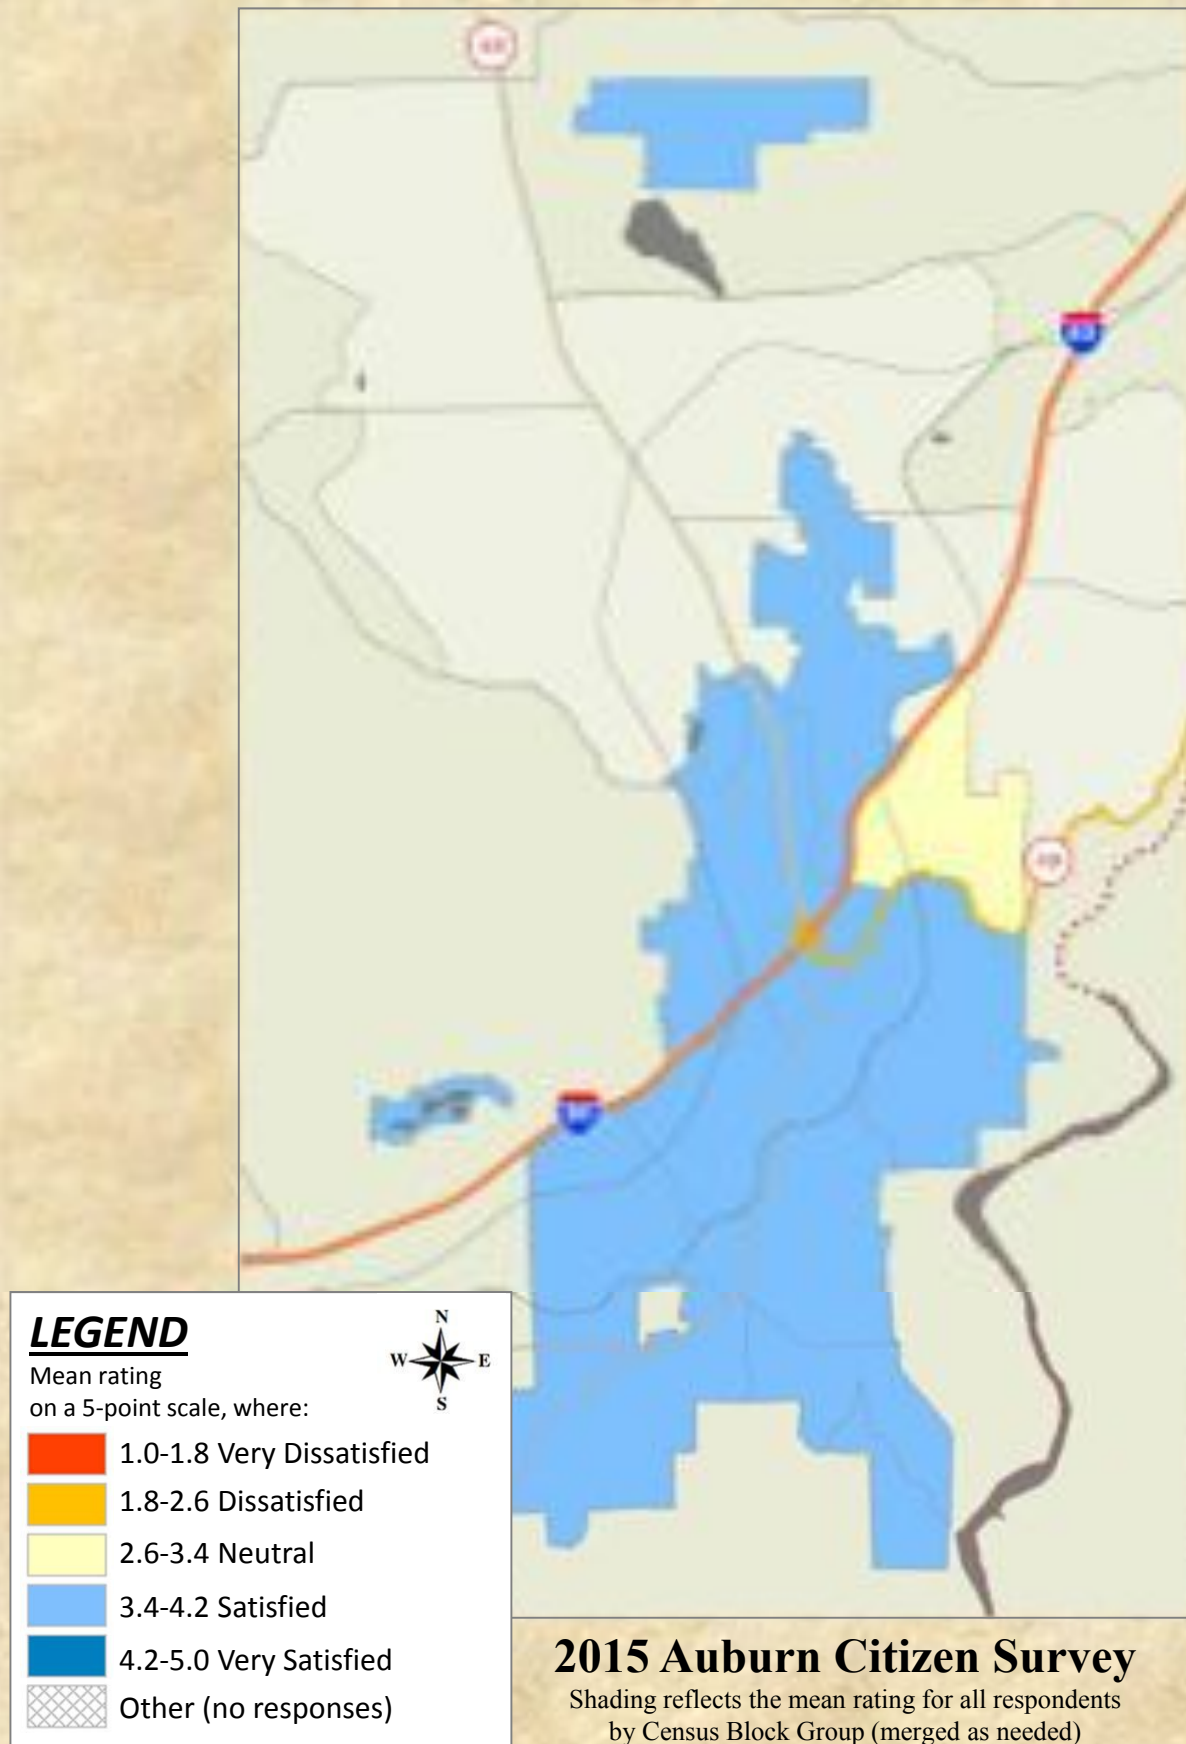 LEGEND
N
W E
S
Mean rating
on a 5-point scale, where:
1.0-1.8 Very Dissatisfied
1.8-2.6 Dissatisfied
2.6-3.4 Neutral
3.4-4.2 Satisfied
4.2-5.0 Very Satisfied
Other (no responses)
2015 Auburn Citizen Survey
Shading reflects the mean rating for all respondents
by Census Block Group (merged as needed)